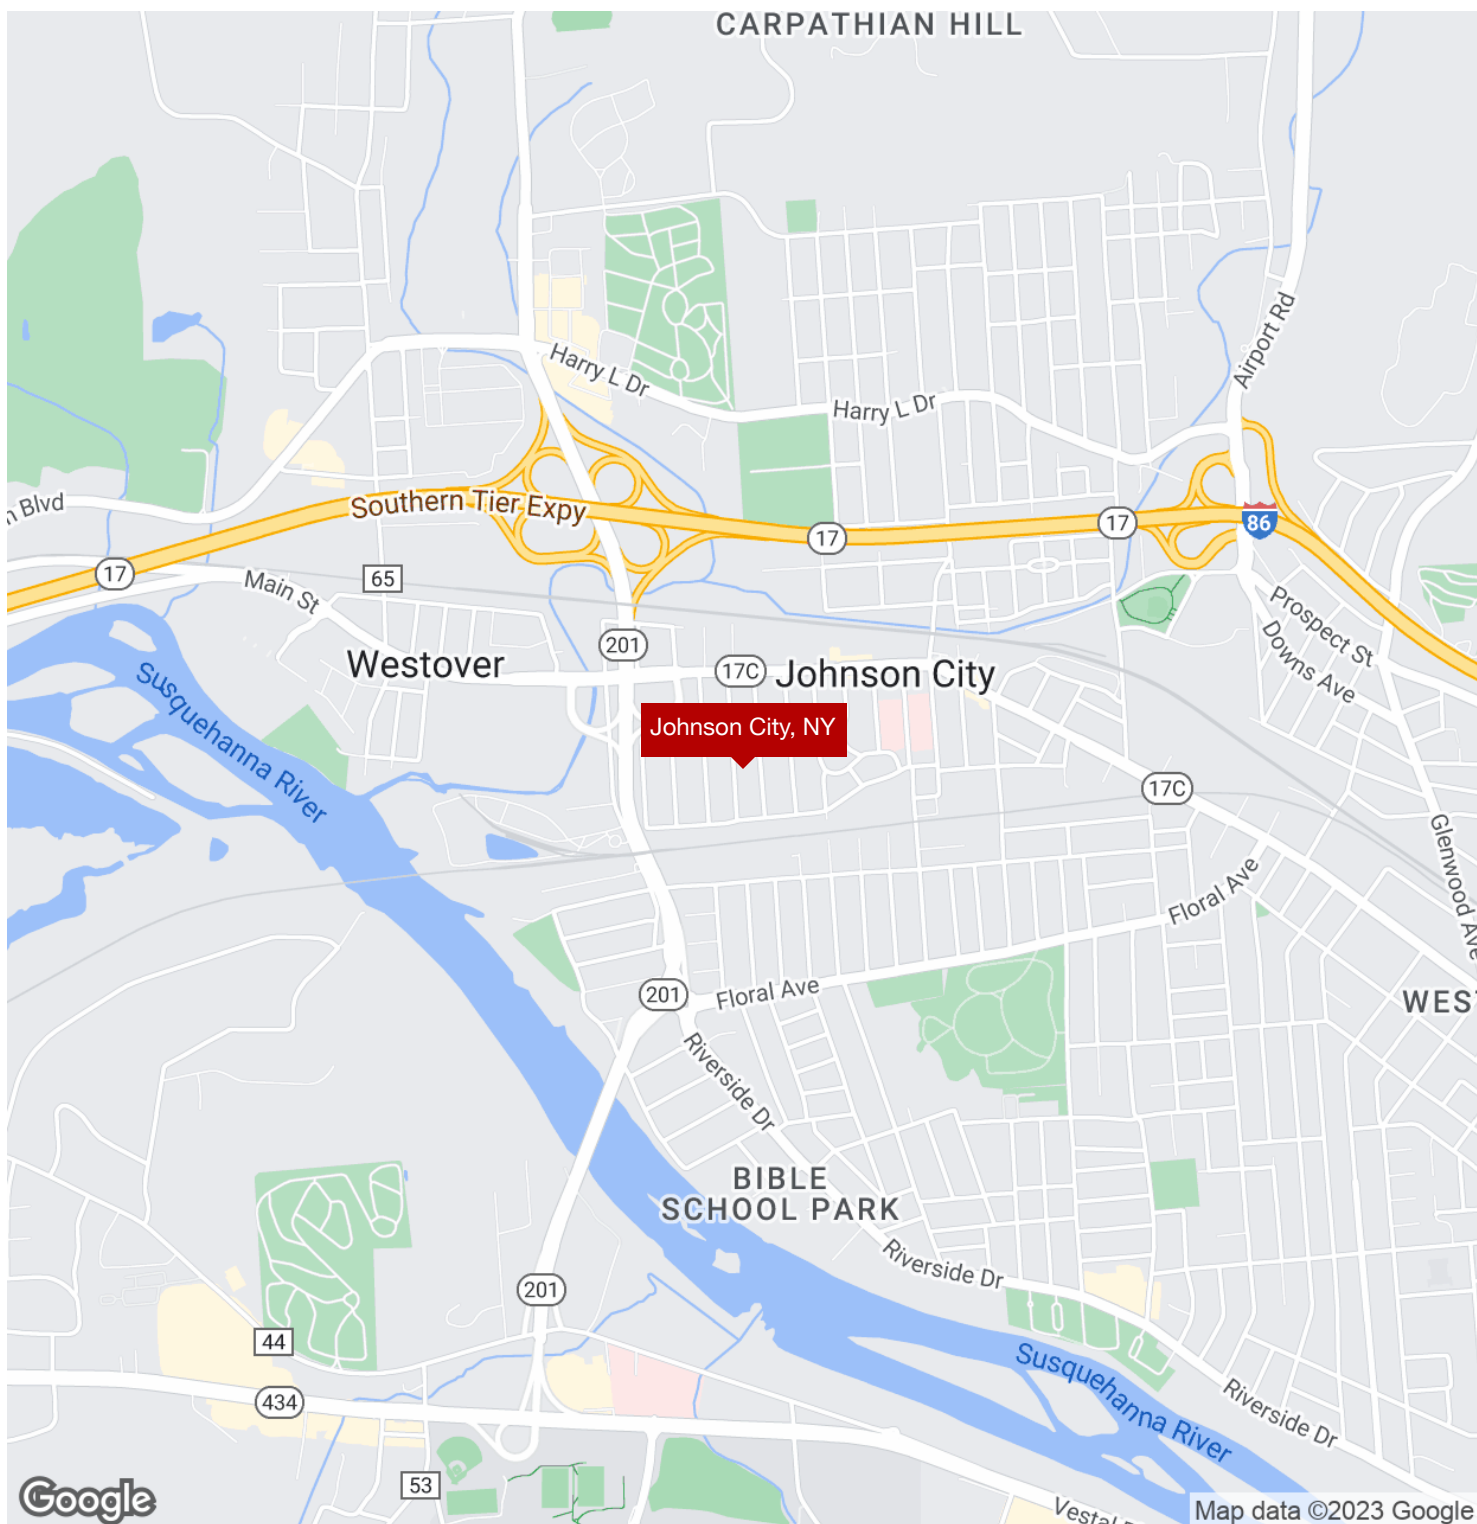 CARPATHIAN HILL
Airport Rd
Harry L Dr
Harry L Dr
Southern Tier Expy
n Blvd
17
17
17
86
65
Main St
201
Westover
17C
Johnson City
Prospect St
Downs Ave
Johnson City, NY
Susquehanna River
17C
Glenwood Ave
Floral Ave
201
Floral Ave
WEST
Riverside Dr
BIBLE
SCHOOL PARK
Riverside Dr
201
44
434
Susquehanna River
Riverside Dr
53
Vestal
Google
Map data ©2023 Google